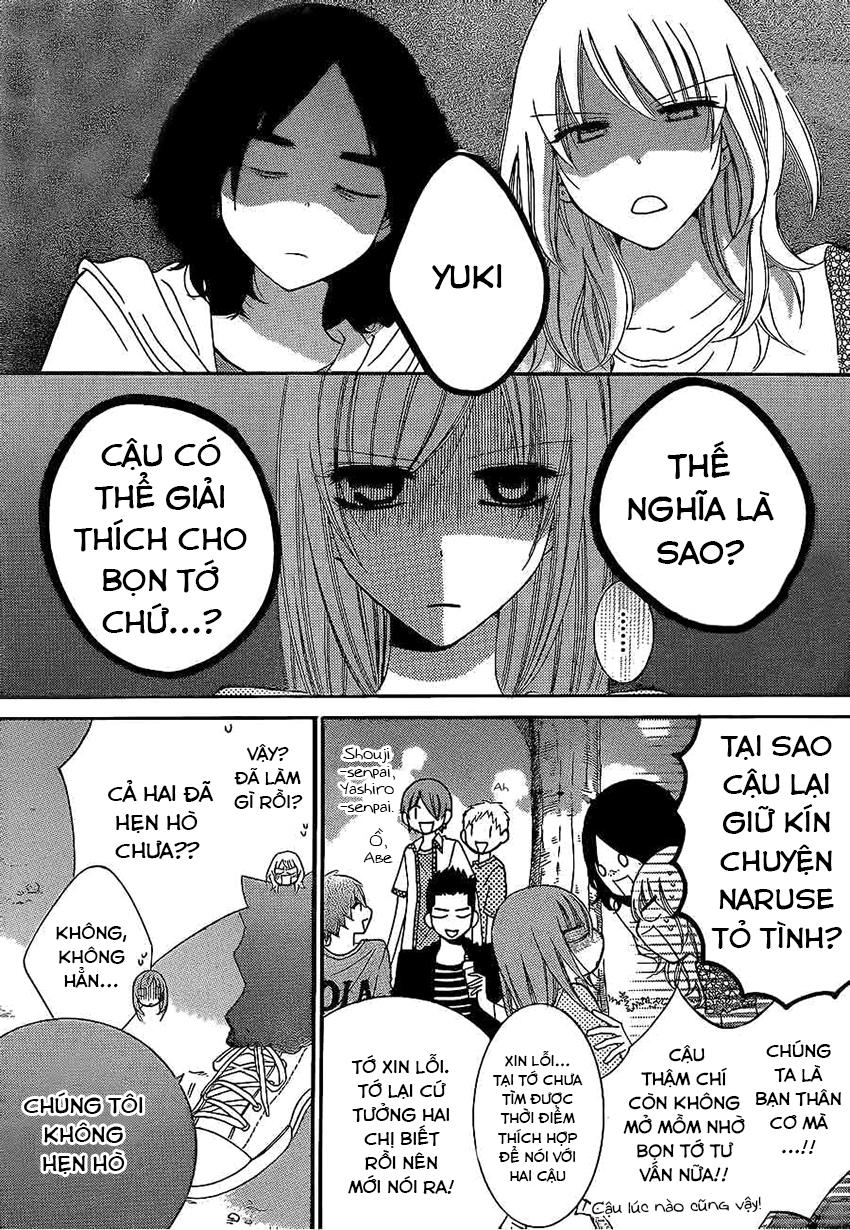 YUKI
THẾ
NGHĨA LÀ
SAO?
CẬU CÓ
THỂ GIẢI
THÍCH CHO
BỌN TỚ
CHỨ...?
TẠI SAO
CẬU LẠI
GIỮ KÍN
CHUYỆN
NARUSE
TỎ TÌNH?
Shouji
-senpai,
Yashiro
-senpai.
Ah
Ồ,
Abe
CHÚNG
TA LÀ
BẠN THÂN
CƠ MÀ
...!!
CẬU
THẬM CHÍ
CÒN KHÔNG
MỞ MỒM NHỜ
BỌN TỚ TƯ
VẤN NỮA!!
Cậu lúc nào cũng vậy!
XIN LỖI...
TẠI TỚ CHƯA
TÌM ĐƯỢC
THỜI ĐIỂM
THÍCH HỢP
ĐỂ NÓI VỚI
HAI CẬU
TỚ XIN LỖI.
TỚ LẠI CỨ
TƯỞNG HAI
CHỊ BIẾT
RỒI NÊN
MỚI NÓI RA!
VẬY?
ĐÃ LÀM
GÌ RỒI?
CẢ HAI ĐÃ
HẸN HÒ
CHƯA??
KHÔNG,
KHÔNG
HẲN...
CHÚNG TÔI
KHÔNG
HẸN HÒ